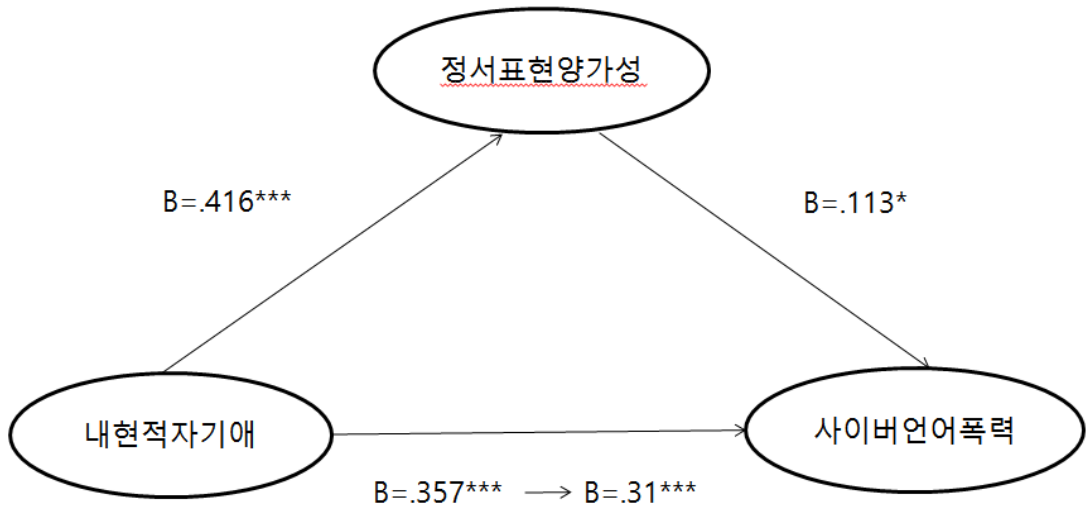 정서표현양가성
B=.416***
B=.113*
내현적자기애
사이버언어폭력
B=.357*** → B=.31***